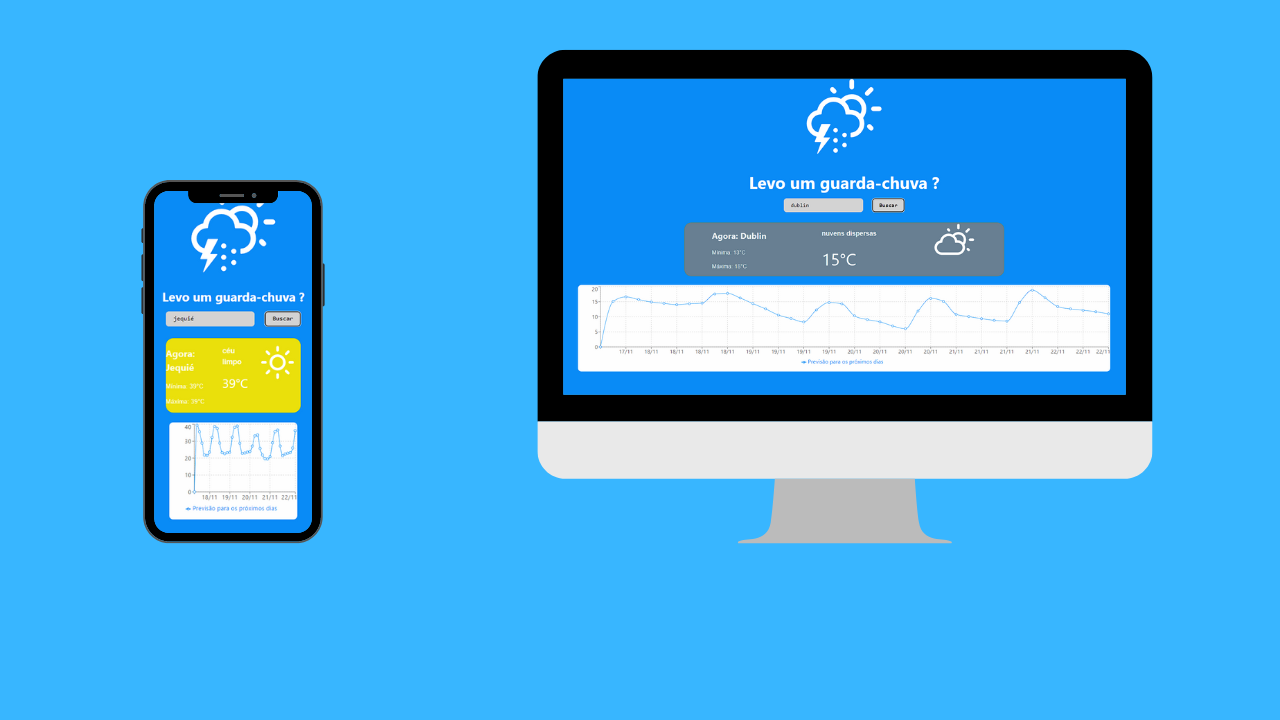 Levo um guarda-chuva ?
jequié
Buscar
Agora:
Jequié
céu
limpo
Mínima: 39°C
39°C
Máxima: 39°C
40
30
20
10
0
18/11 19/11 20/11 21/11 22/11
Previsão para os próximos dias
Levo um guarda-chuva ?
dublin
Buscar
Agora: Dublin
nuvens dispersas
Mínima: 13°C
15°C
Máxima: 15°C
20
15
10
5
0
17/11 18/11 18/11 18/11 18/11 19/11 19/11 19/11 19/11 20/11 20/11 20/11 20/11 21/11 21/11 21/11 21/11 22/11 22/11 22/11
Previsão para os próximos dias